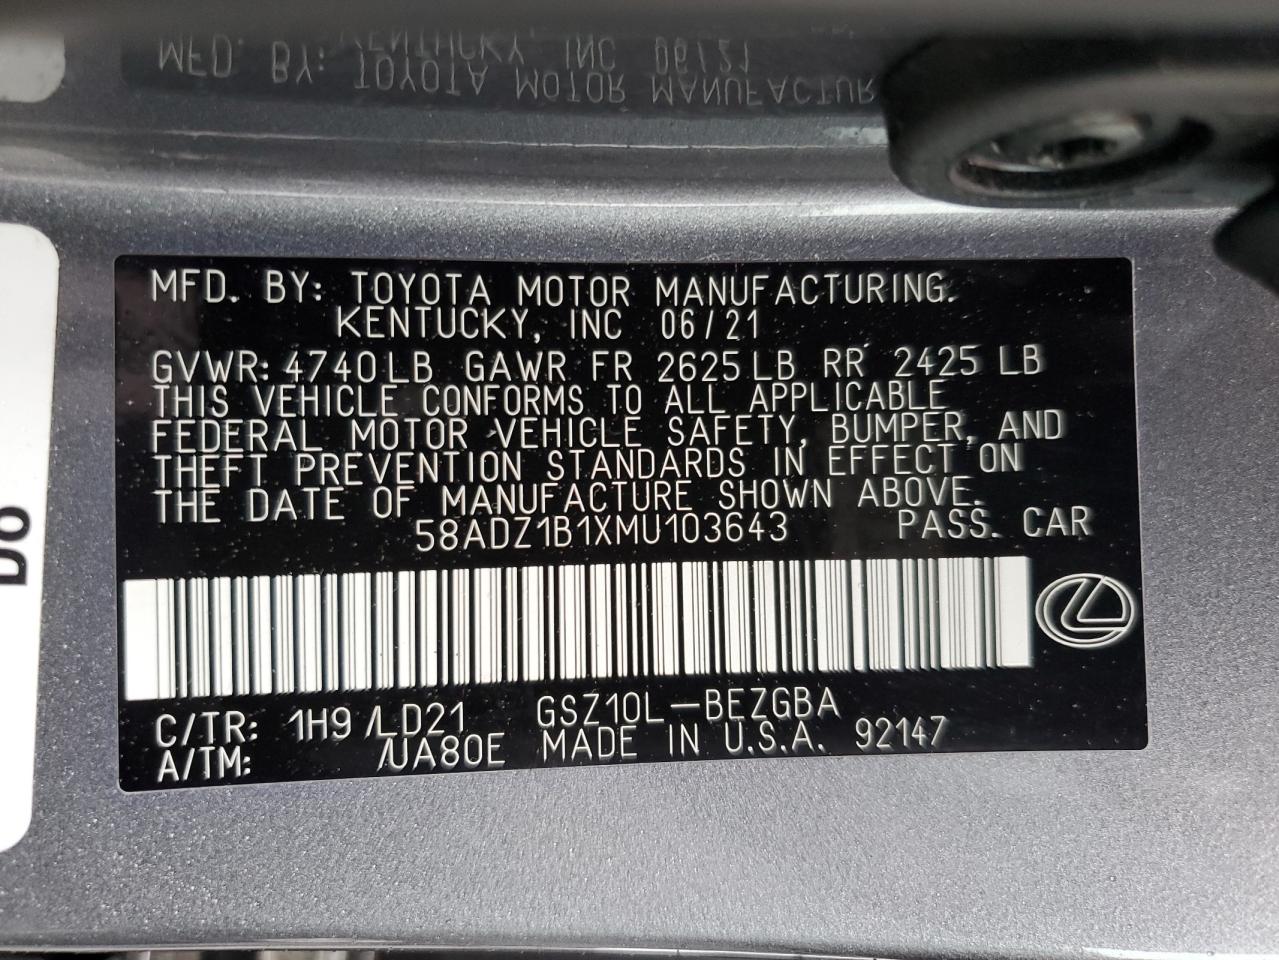 MFD. BY: TOYOTA MOTOR MANUFACTUR
KENTUCKY, INC 06/21
MFD. BY: TOYOTA MOTOR MANUFACTURING.
KENTUCKY, INC 06/21
GVWR: 4740LB GAWR FR 2625LB RR 2425 LB
THIS VEHICLE CONFORMS TO ALL APPLICABLE
FEDERAL MOTOR VEHICLE SAFETY, BUMPER, AND
THEFT PREVENTION STANDARDS IN EFFECT ON
THE DATE OF MANUFACTURE SHOWN ABOVE.
58ADZ1B1XMU103643 PASS. CAR
C/TR: 1H9 /LD21 GSZ10L-BEZGBA
A/TM: /UA80E MADE IN U.S.A. 92147